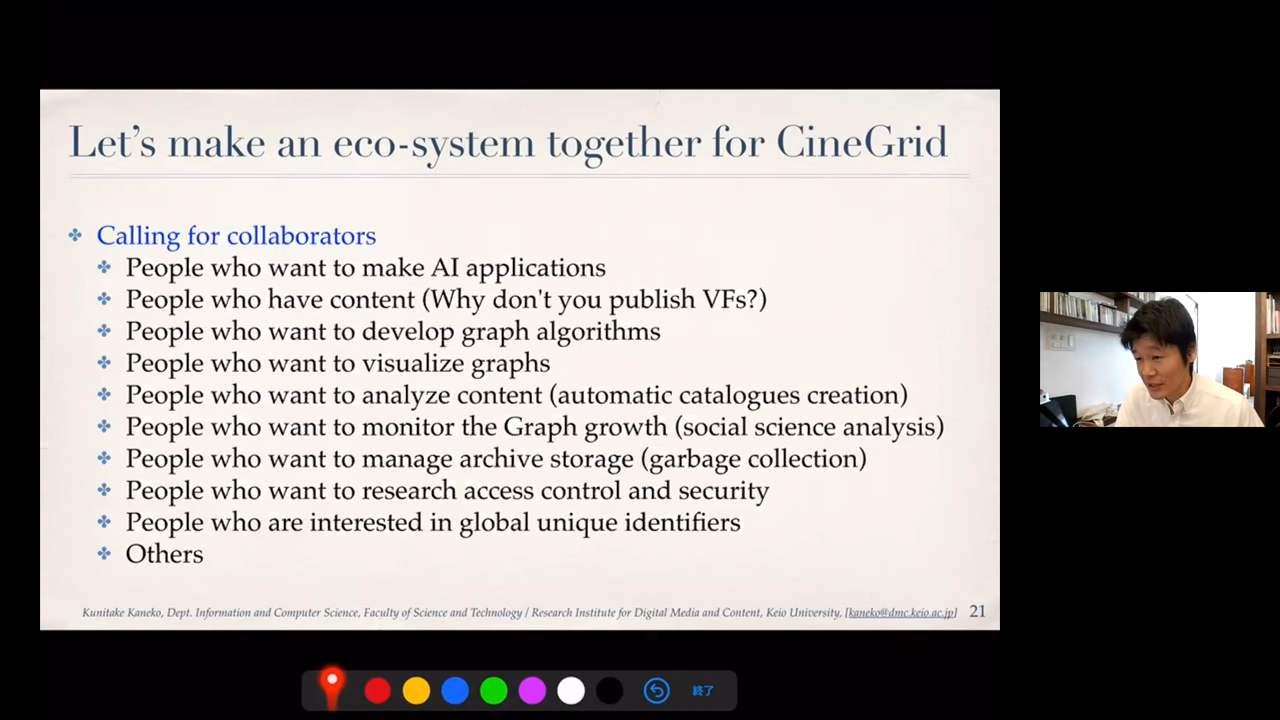 Let's make an eco-system together for CineGrid
Calling for collaborators
People who want to make AI applications
People who have content (Why don't you publish VFs?)
People who want to develop graph algorithms
People who want to visualize graphs
People who want to analyze content (automatic catalogues creation)
People who want to monitor the Graph growth (social science analysis)
People who want to manage archive storage (garbage collection)
People who want to research access control and security
People who are interested in global unique identifiers
Others
Kunitake Kaneko, Dept. Information and Computer Science, Faculty of Science and Technology / Research Institute for Digital Media and Content, Keio University, [kaneko@dmc.keio.ac.jp] 21
終了